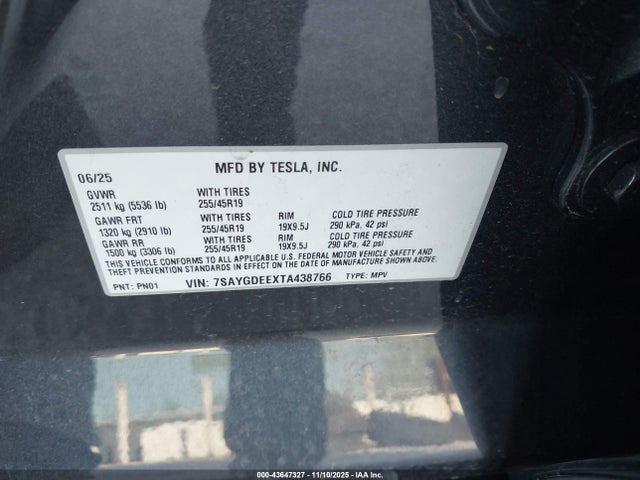 MFD BY TESLA, INC.
06/25
GVWR WITH TIRES
2511 kg (5536 lb) 255/45R19
GAWR FRT WITH TIRES RIM COLD TIRE PRESSURE
1320 kg (2910 lb) 255/45R19 19X9.5J 290 kPa, 42 psi
GAWR RR WITH TIRES RIM COLD TIRE PRESSURE
1500 kg (3306 lb) 255/45R19 19X9.5J 290 kPa, 42 psi
THIS VEHICLE CONFORMS TO ALL APPLICABLE U.S. FEDERAL MOTOR VEHICLE SAFETY AND
THEFT PREVENTION STANDARDS IN EFFECT ON THE DATE OF MANUFACTURE SHOWN ABOVE.
PNT: PN01 VIN: 7SAYGDEEXTA438766 TYPE: MPV
000-43647327 - 11/10/2025 - IAA Inc.